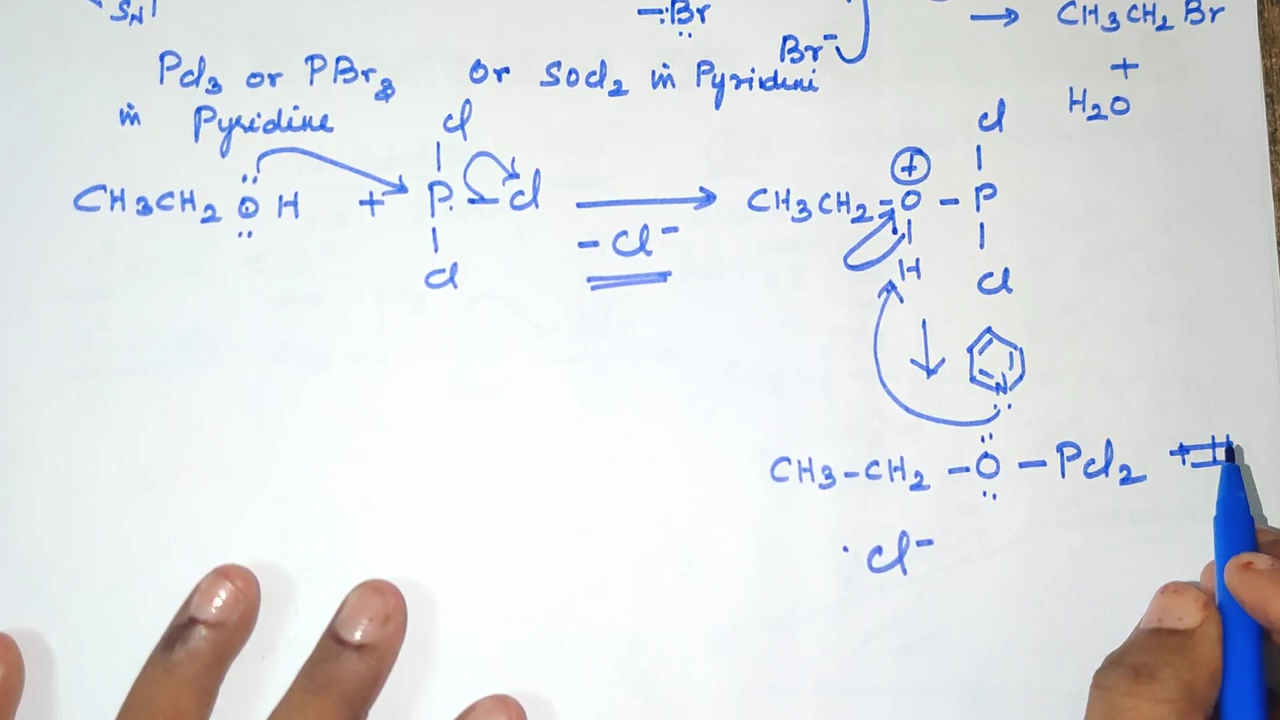 SN1
:Br
Br-
→ CH3CH2Br
+
H2O
Pcl3 or PBr3 or Socl2 in Pyridine
in Pyridine
cl cl
CH3CH2ÖH + P-cl → CH3CH2-O-P
-cl- ⊕
cl H cl
N
CH3-CH2-O-Pcl2 +
cl-